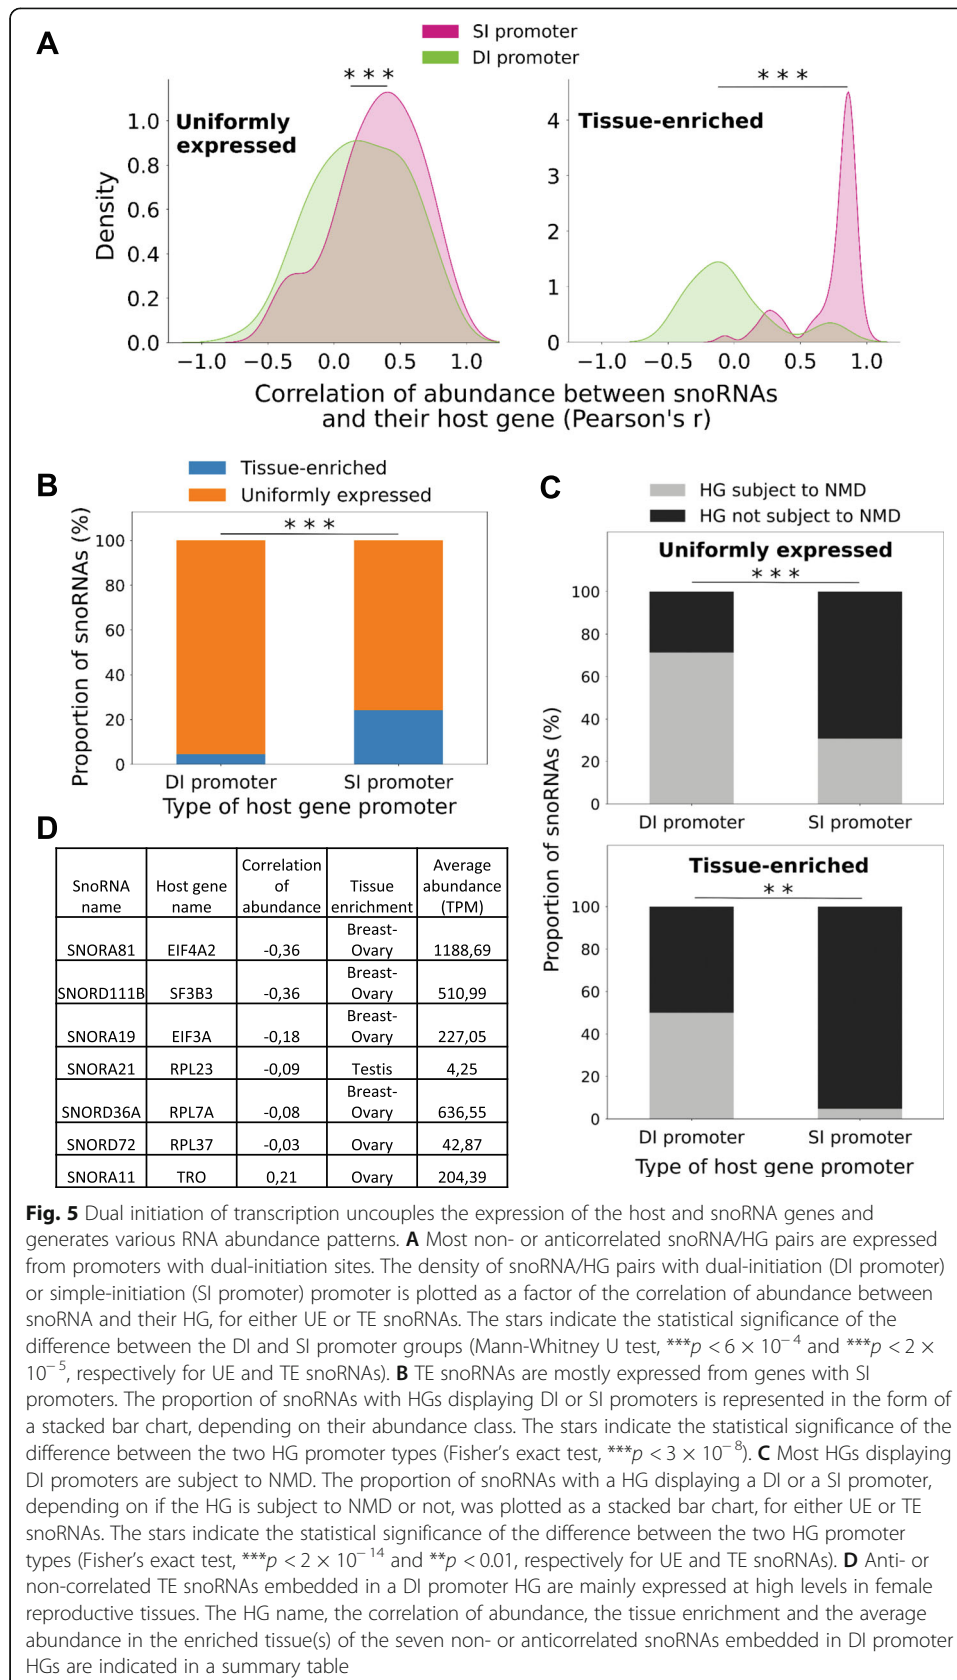 A
SI promoter
DI promoter
***
***
Uniformly
expressed
Tissue-enriched
Density
1.0
0.8
0.6
0.4
0.2
0.0
4
3
2
1
0
−1.0 −0.5 0.0 0.5 1.0
−1.0 −0.5 0.0 0.5 1.0
Correlation of abundance between snoRNAs
and their host gene (Pearson's r)
B
Tissue-enriched
Uniformly expressed
***
Proportion of snoRNAs (%)
100
80
60
40
20
0
DI promoter SI promoter
Type of host gene promoter
C
HG subject to NMD
HG not subject to NMD
Uniformly expressed
***
100
80
60
40
20
0
DI promoter SI promoter
Proportion of snoRNAs (%)
Tissue-enriched
**
100
80
60
40
20
0
DI promoter SI promoter
Type of host gene promoter
D
SnoRNA name Host gene name Correlation of abundance Tissue enrichment Average abundance (TPM)
SNORA81 EIF4A2 -0,36 Breast-Ovary 1188,69
SNORD111B SF3B3 -0,36 Breast-Ovary 510,99
SNORA19 EIF3A -0,18 Breast-Ovary 227,05
SNORA21 RPL23 -0,09 Testis 4,25
SNORD36A RPL7A -0,08 Breast-Ovary 636,55
SNORD72 RPL37 -0,03 Ovary 42,87
SNORA11 TRO 0,21 Ovary 204,39
Fig. 5 Dual initiation of transcription uncouples the expression of the host and snoRNA genes and
generates various RNA abundance patterns. A Most non- or anticorrelated snoRNA/HG pairs are expressed
from promoters with dual-initiation sites. The density of snoRNA/HG pairs with dual-initiation (DI promoter)
or simple-initiation (SI promoter) promoter is plotted as a factor of the correlation of abundance between
snoRNA and their HG, for either UE or TE snoRNAs. The stars indicate the statistical significance of the
difference between the DI and SI promoter groups (Mann-Whitney U test, ***p < 6 × 10⁻⁴ and ***p < 2 ×
10⁻⁵, respectively for UE and TE snoRNAs). B TE snoRNAs are mostly expressed from genes with SI
promoters. The proportion of snoRNAs with HGs displaying DI or SI promoters is represented in the form of
a stacked bar chart, depending on their abundance class. The stars indicate the statistical significance of the
difference between the two HG promoter types (Fisher's exact test, ***p < 3 × 10⁻⁸). C Most HGs displaying
DI promoters are subject to NMD. The proportion of snoRNAs with a HG displaying a DI or a SI promoter,
depending on if the HG is subject to NMD or not, was plotted as a stacked bar chart, for either UE or TE
snoRNAs. The stars indicate the statistical significance of the difference between the two HG promoter
types (Fisher's exact test, ***p < 2 × 10⁻¹⁴ and **p < 0.01, respectively for UE and TE snoRNAs). D Anti- or
non-correlated TE snoRNAs embedded in a DI promoter HG are mainly expressed at high levels in female
reproductive tissues. The HG name, the correlation of abundance, the tissue enrichment and the average
abundance in the enriched tissue(s) of the seven non- or anticorrelated snoRNAs embedded in DI promoter
HGs are indicated in a summary table